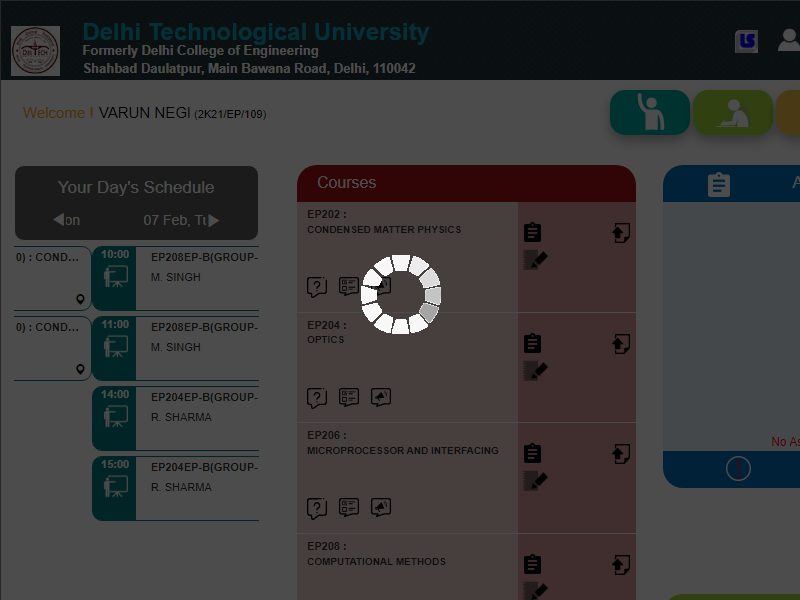 Delhi Technological University
Formerly Delhi College of Engineering
Shahbad Daulatpur, Main Bawana Road, Delhi, 110042
Welcome ! VARUN NEGI (2K21/EP/109)
Your Day's Schedule
on 07 Feb, Tu
0) : COND...
10:00 EP208EP-B(GROUP-
M. SINGH
0) : COND...
11:00 EP208EP-B(GROUP-
M. SINGH
14:00 EP204EP-B(GROUP-
R. SHARMA
15:00 EP204EP-B(GROUP-
R. SHARMA
Courses
EP202 :
CONDENSED MATTER PHYSICS
EP204 :
OPTICS
EP206 :
MICROPROCESSOR AND INTERFACING
EP208 :
COMPUTATIONAL METHODS
A
No As